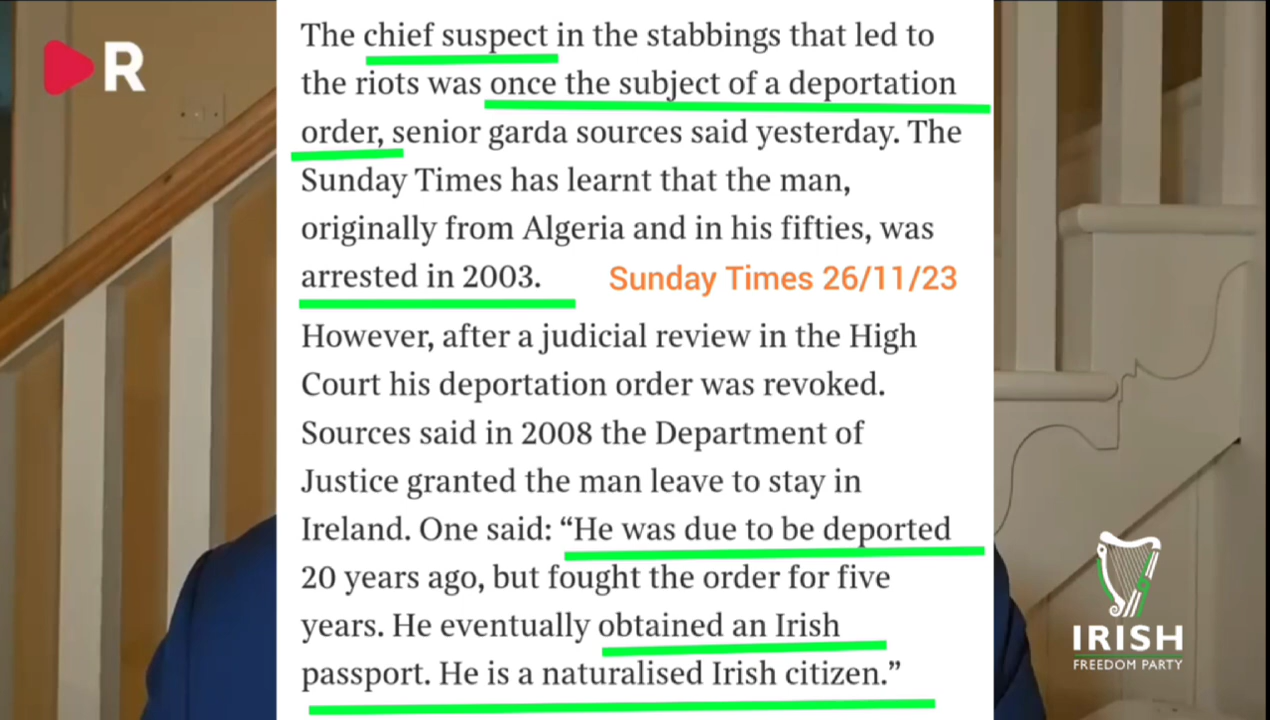 R
The chief suspect in the stabbings that led to
the riots was once the subject of a deportation
order, senior garda sources said yesterday. The
Sunday Times has learnt that the man,
originally from Algeria and in his fifties, was
arrested in 2003.
Sunday Times 26/11/23
However, after a judicial review in the High
Court his deportation order was revoked.
Sources said in 2008 the Department of
Justice granted the man leave to stay in
Ireland. One said: “He was due to be deported
20 years ago, but fought the order for five
years. He eventually obtained an Irish
passport. He is a naturalised Irish citizen.”
IRISH
FREEDOM PARTY